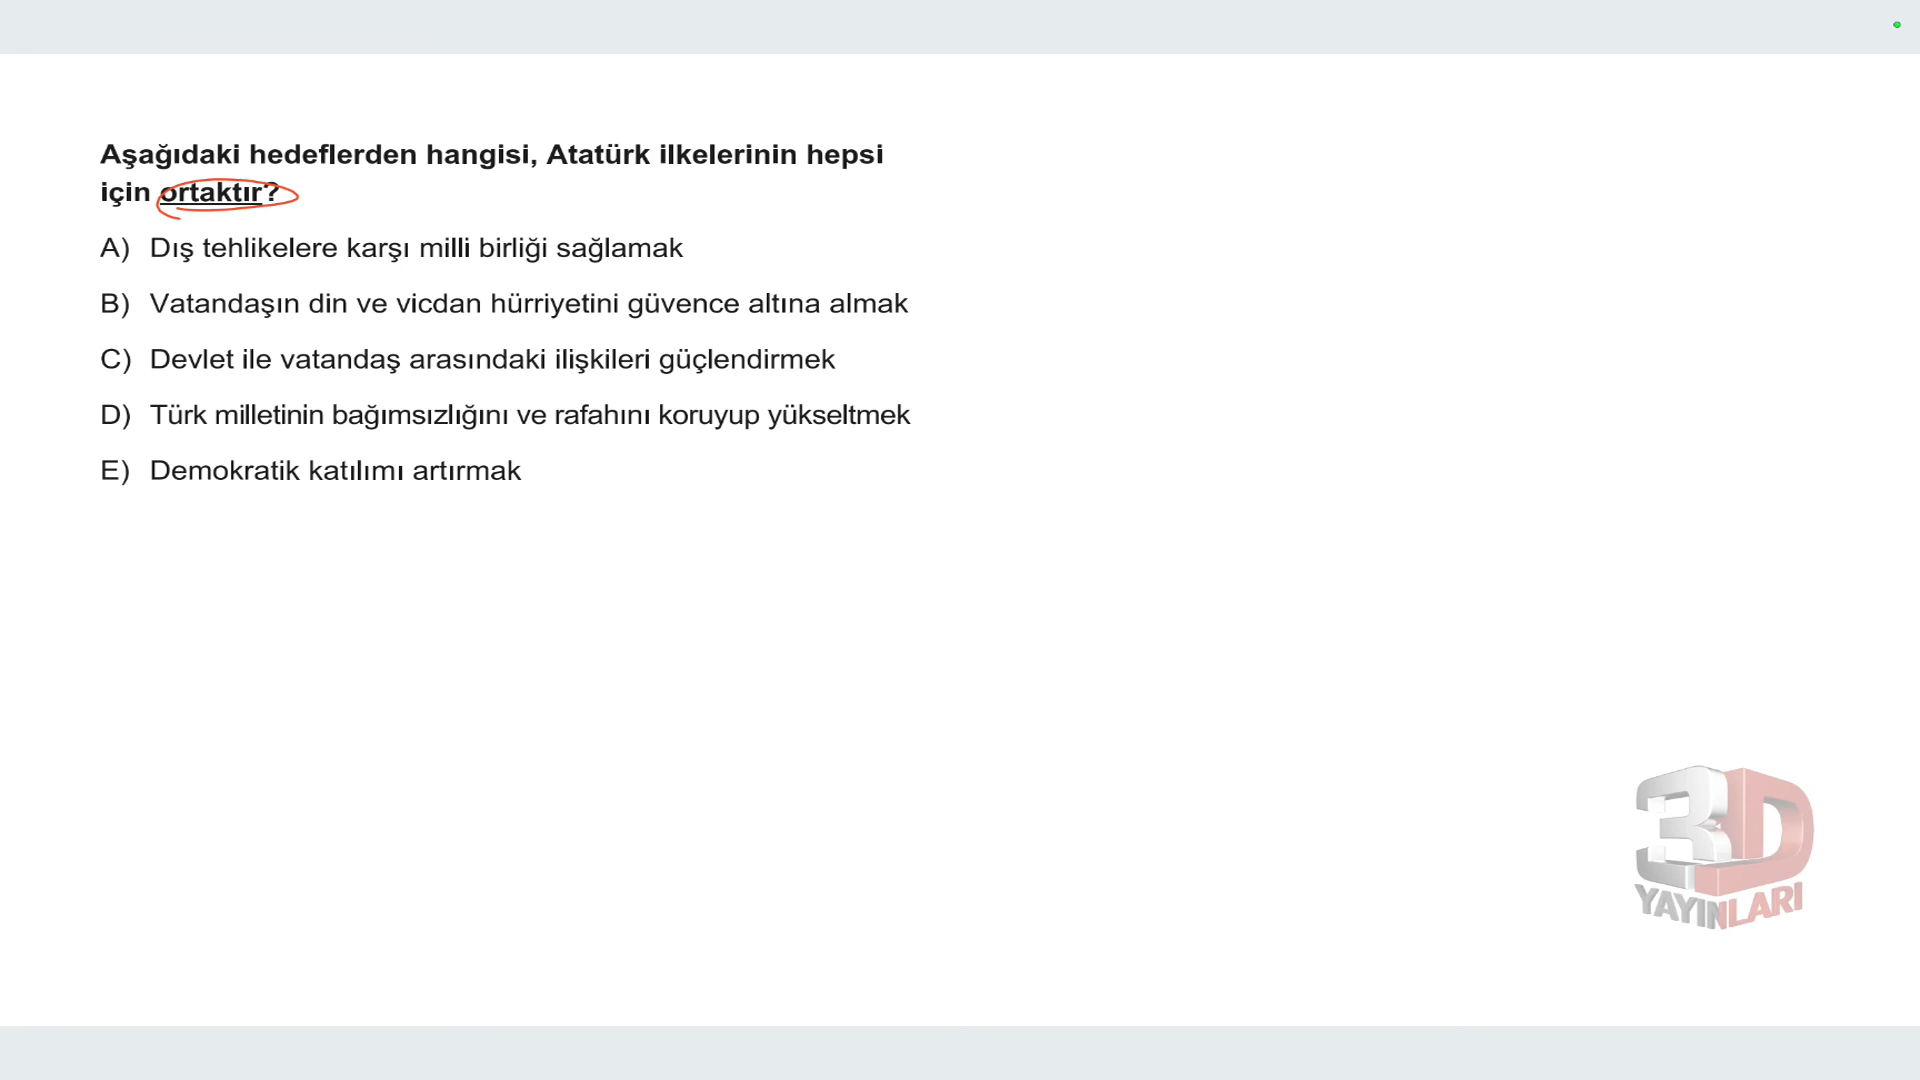 Aşağıdaki hedeflerden hangisi, Atatürk ilkelerinin hepsi
için ortaktır?
A) Dış tehlikelere karşı milli birliği sağlamak
B) Vatandaşın din ve vicdan hürriyetini güvence altına almak
C) Devlet ile vatandaş arasındaki ilişkileri güçlendirmek
D) Türk milletinin bağımsızlığını ve rafahını koruyup yükseltmek
E) Demokratik katılımı artırmak
3D
YAYINLARI